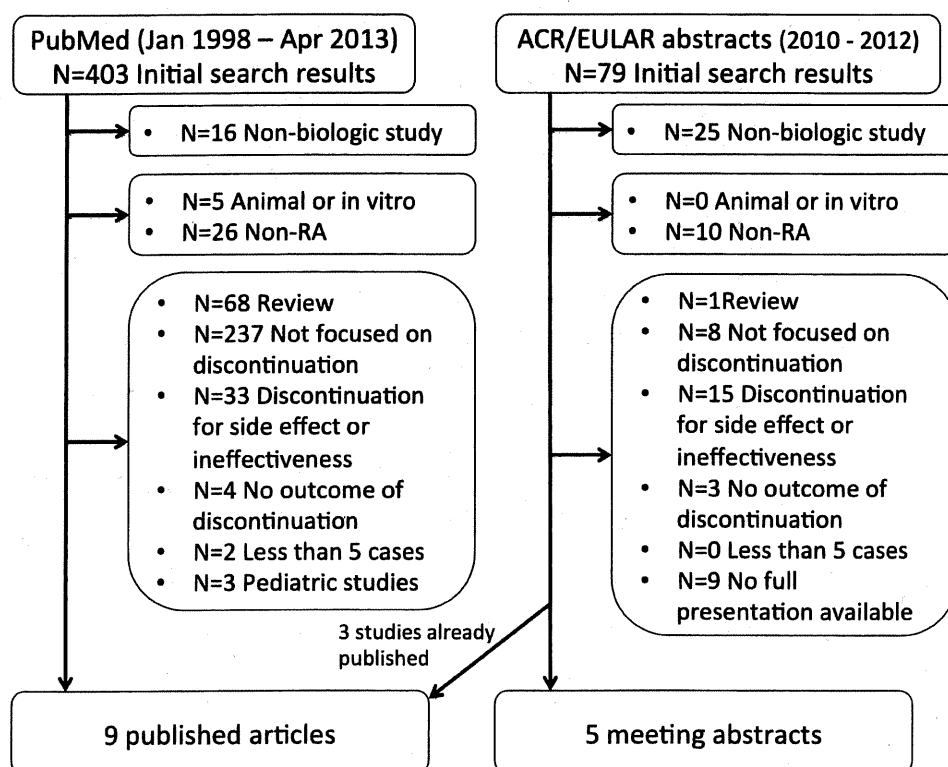 PubMed (Jan 1998 – Apr 2013)
N=403 Initial search results
• N=16 Non-biologic study
• N=5 Animal or in vitro
• N=26 Non-RA
• N=68 Review
• N=237 Not focused on
discontinuation
• N=33 Discontinuation
for side effect or
ineffectiveness
• N=4 No outcome of
discontinuation
• N=2 Less than 5 cases
• N=3 Pediatric studies
9 published articles
ACR/EULAR abstracts (2010 - 2012)
N=79 Initial search results
• N=25 Non-biologic study
• N=0 Animal or in vitro
• N=10 Non-RA
• N=1Review
• N=8 Not focused on
discontinuation
• N=15 Discontinuation
for side effect or
ineffectiveness
• N=3 No outcome of
discontinuation
• N=0 Less than 5 cases
• N=9 No full
presentation available
3 studies already
published
5 meeting abstracts